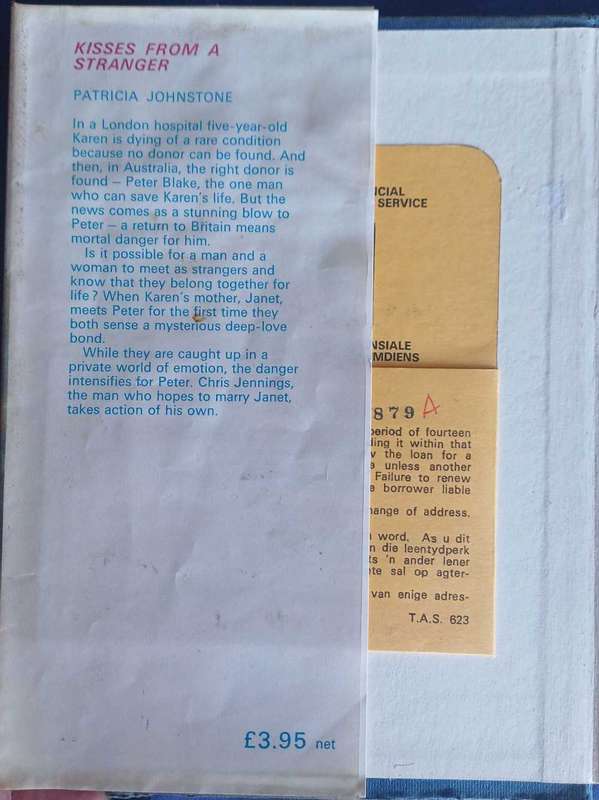 KISSES FROM A
STRANGER
PATRICIA JOHNSTONE
In a London hospital five-year-old
Karen is dying of a rare condition
because no donor can be found. And
then, in Australia, the right donor is
found – Peter Blake, the one man
who can save Karen's life. But the
news comes as a stunning blow to
Peter – a return to Britain means
mortal danger for him.
Is it possible for a man and a
woman to meet as strangers and
know that they belong together for
life? When Karen's mother, Janet,
meets Peter for the first time they
both sense a mysterious deep-love
bond.
While they are caught up in a
private world of emotion, the danger
intensifies for Peter. Chris Jennings,
the man who hopes to marry Janet,
takes action of his own.
£3.95 net
NCIAL
SERVICE
NSIALE
MDIENS
879 A
period of fourteen
ding it within that
w the loan for a
e unless another
Failure to renew
e borrower liable
hange of address.
word. As u dit
n die leentydperk
ts 'n ander lener
ete sal op agter-
van enige adres-
T.A.S. 623